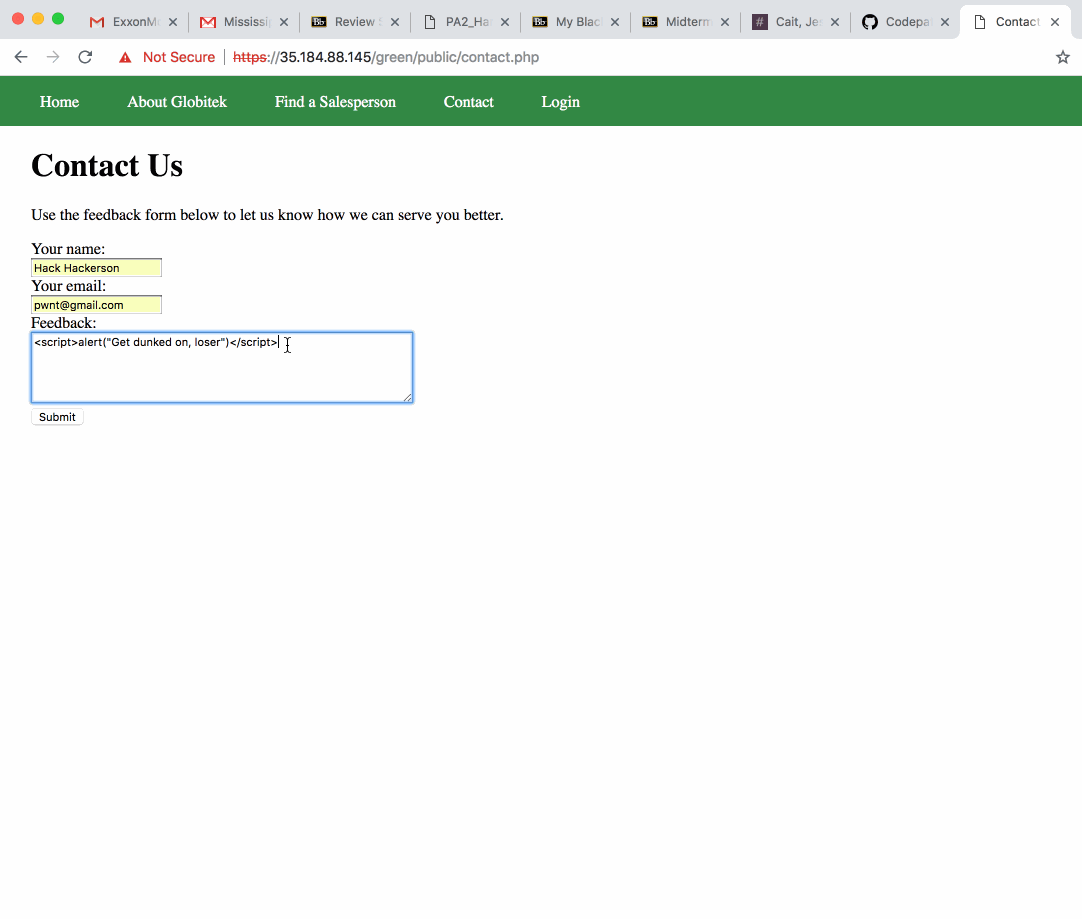 ExxonM Mississi Review PA2_Ha My Blac Midterm # Cait, Je Codepa Contact
Not Secure https://35.184.88.145/green/public/contact.php
Home About Globitek Find a Salesperson Contact Login
Contact Us
Use the feedback form below to let us know how we can serve you better.
Your name:
Hack Hackerson
Your email:
pwnt@gmail.com
Feedback:
<script>alert("Get dunked on, loser")</script>
Submit